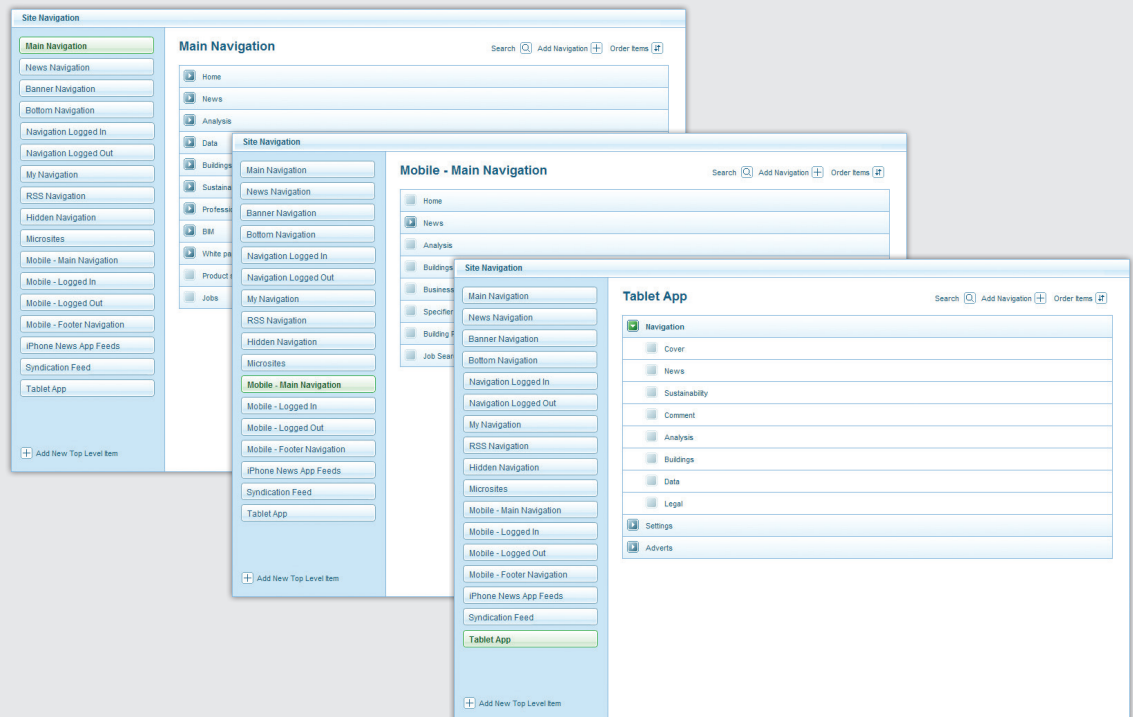 Site Navigation
Main Navigation
News Navigation
Banner Navigation
Bottom Navigation
Navigation Logged In
Navigation Logged Out
My Navigation
RSS Navigation
Hidden Navigation
Microsites
Mobile - Main Navigation
Mobile - Logged In
Mobile - Logged Out
Mobile - Footer Navigation
iPhone News App Feeds
Syndication Feed
Tablet App
Add New Top Level Item
Main Navigation
Search Add Navigation Order Items
Home
News
Analysis
Data
Buildings
White
Product
Jobs
Site Navigation
Main Navigation
News Navigation
Banner Navigation
Bottom Navigation
Navigation Logged In
Navigation Logged Out
My Navigation
RSS Navigation
Hidden Navigation
Microsites
Mobile - Main Navigation
Mobile - Logged In
Mobile - Logged Out
Mobile - Footer Navigation
iPhone News App Feeds
Syndication Feed
Tablet App
Add New Top Level Item
Mobile - Main Navigation
Search Add Navigation Order Items
Home
News
Analysis
Buildings
Business
Specifier
Building
Job
Site Navigation
Main Navigation
News Navigation
Banner Navigation
Bottom Navigation
Navigation Logged In
Navigation Logged Out
My Navigation
RSS Navigation
Hidden Navigation
Microsites
Mobile - Main Navigation
Mobile - Logged In
Mobile - Logged Out
Mobile - Footer Navigation
iPhone News App Feeds
Syndication Feed
Tablet App
Add New Top Level Item
Tablet App
Search Add Navigation Order Items
Navigation
Cover
News
Sustainability
Comment
Analysis
Buildings
Data
Legal
Settings
Adverts